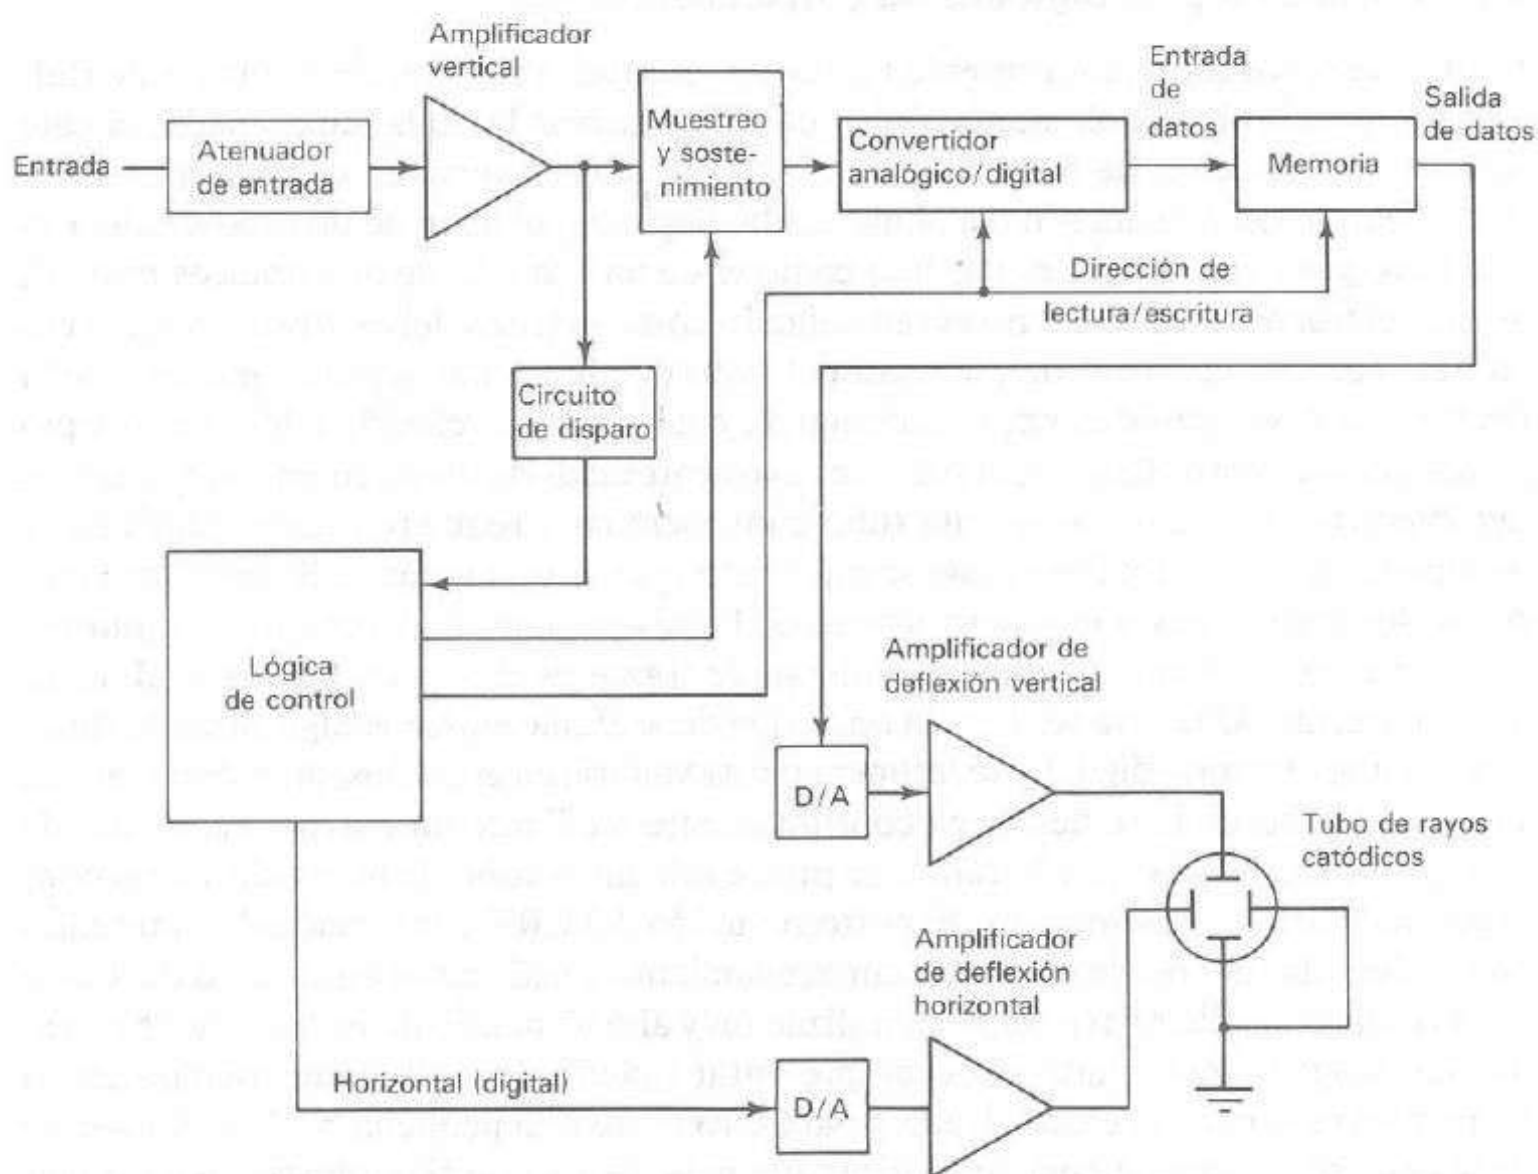 Amplificador
vertical
Entrada
de
datos
Salida
de datos
Entrada
Atenuador
de entrada
Muestreo
y soste-
nimiento
Convertidor
analógico/digital
Memoria
Dirección de
lectura/escritura
Circuito
de disparo
Lógica
de control
Amplificador de
deflexión vertical
D/A
Tubo de rayos
catódicos
Amplificador
de deflexión
horizontal
Horizontal (digital)
D/A